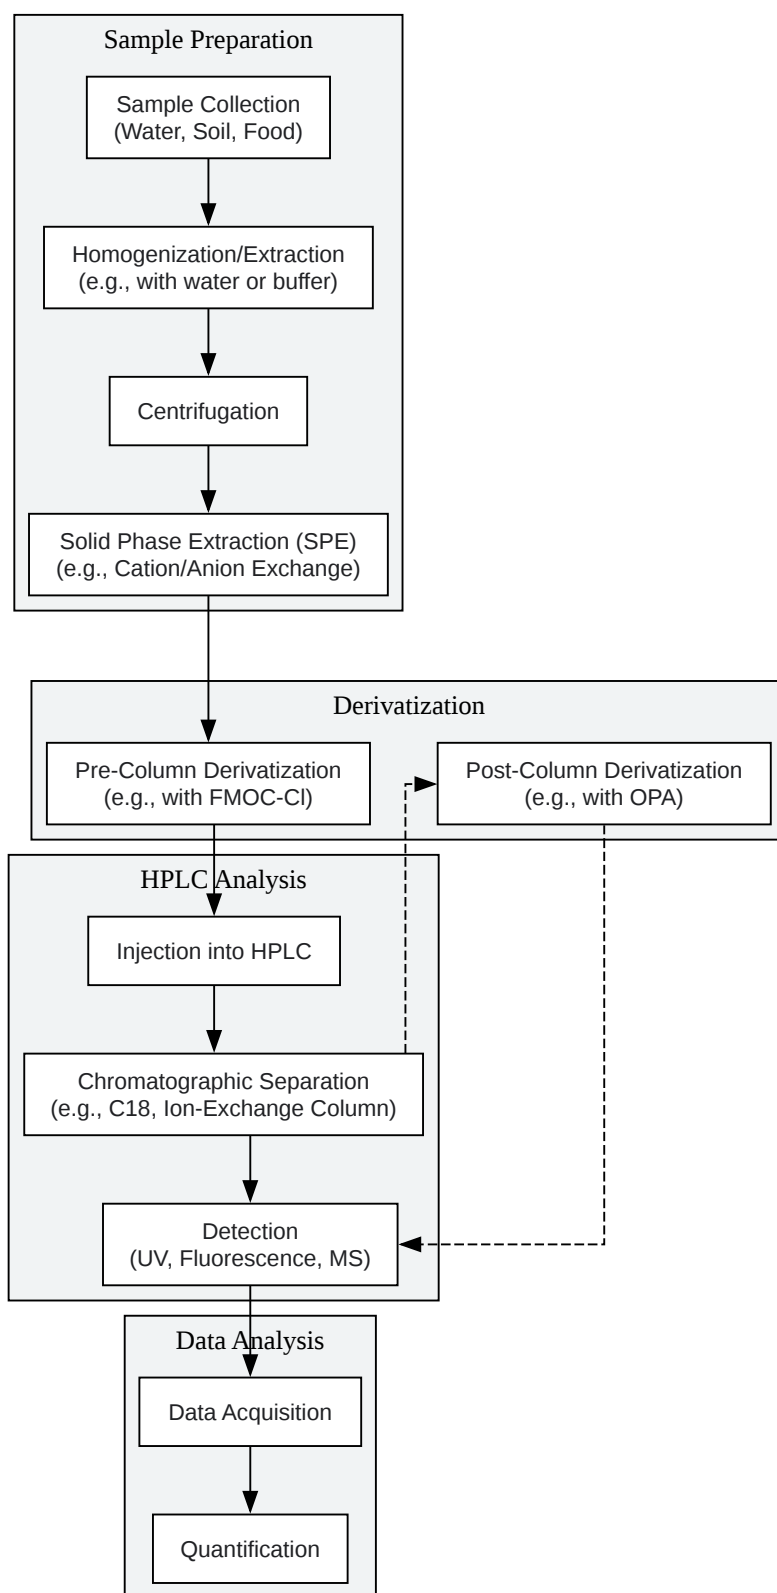 Sample Preparation
Sample Collection
(Water, Soil, Food)
Homogenization/Extraction
(e.g., with water or buffer)
Centrifugation
Solid Phase Extraction (SPE)
(e.g., Cation/Anion Exchange)
Derivatization
Pre-Column Derivatization
(e.g., with FMOC-Cl)
Post-Column Derivatization
(e.g., with OPA)
HPLC Analysis
Injection into HPLC
Chromatographic Separation
(e.g., C18, Ion-Exchange Column)
Detection
(UV, Fluorescence, MS)
Data Analysis
Data Acquisition
Quantification